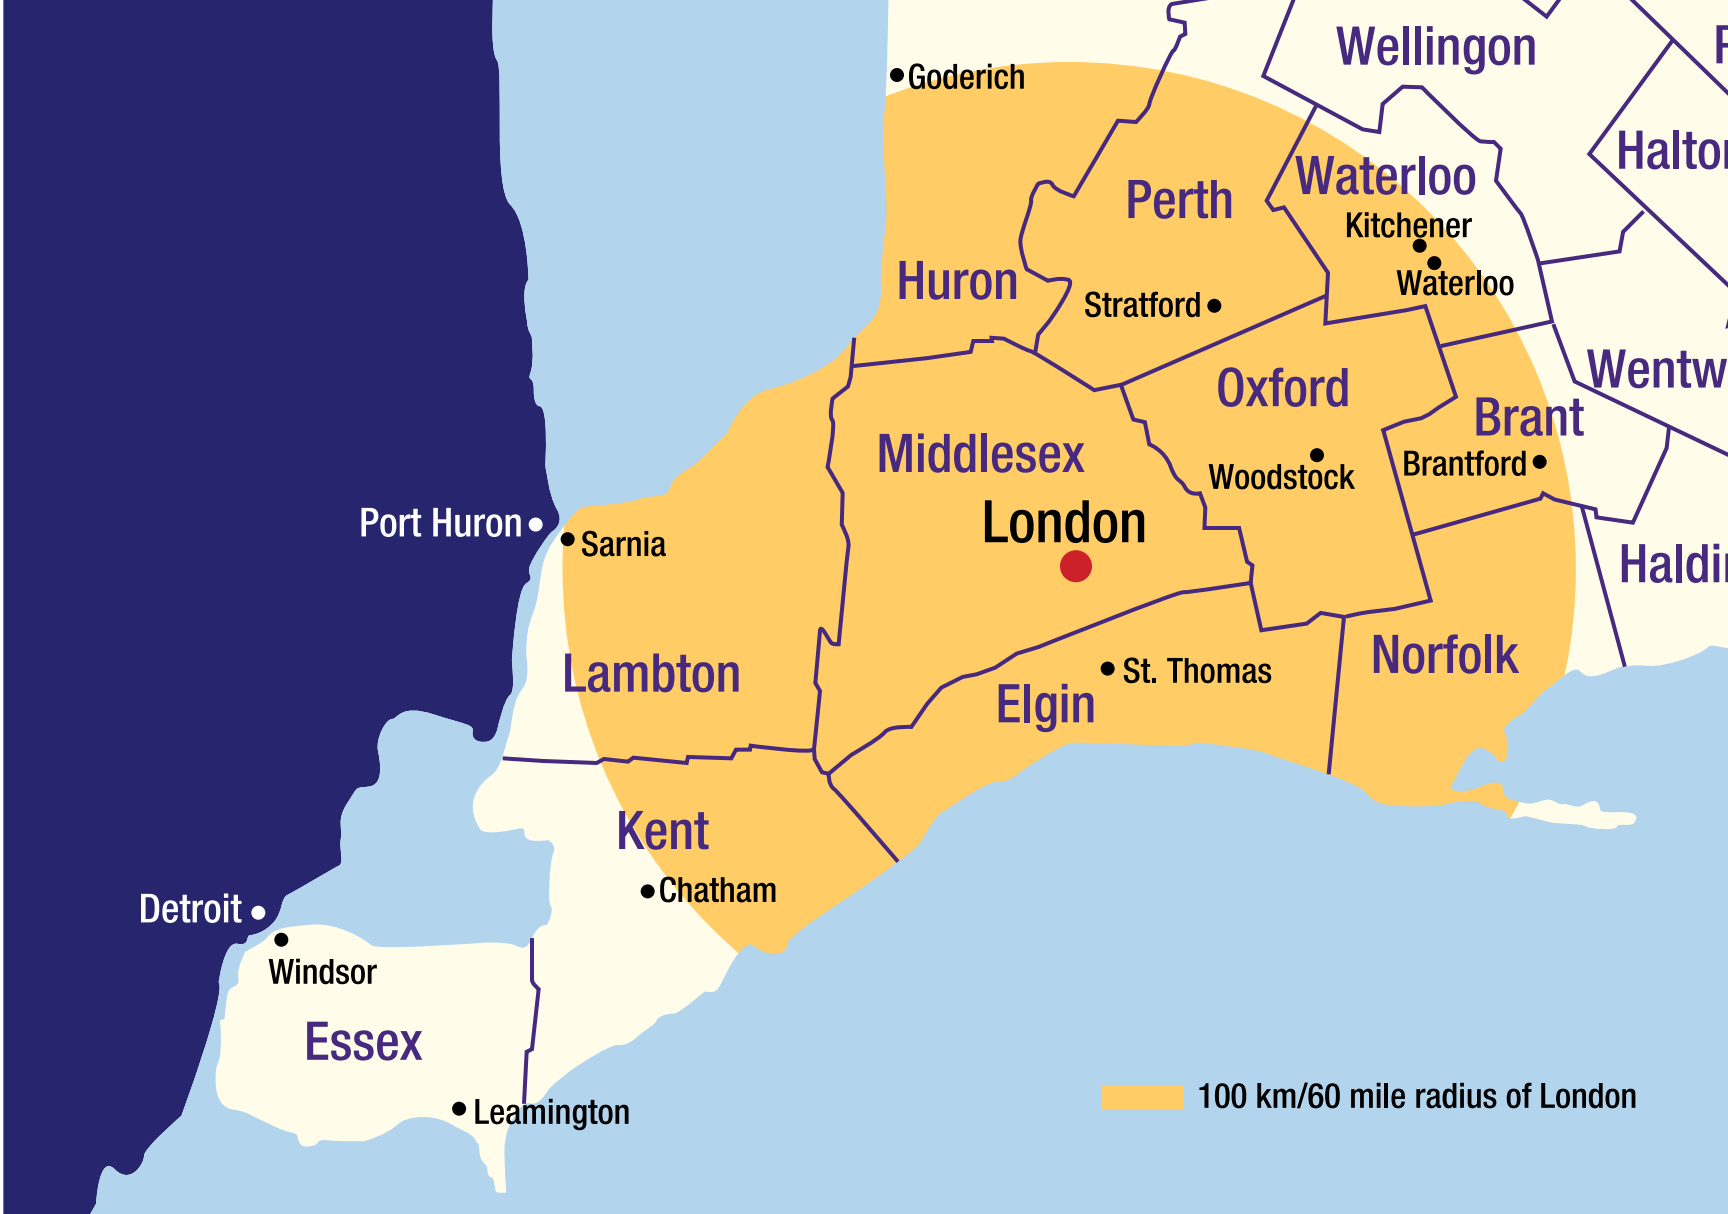 Wellingon
Goderich
Halto
Waterloo
Perth
Kitchener
Huron
Waterloo
Stratford
Wentw
Oxford
Brant
Middlesex
Brantford
Woodstock
London
Port Huron
Sarnia
Haldi
Norfolk
Lambton
St. Thomas
Elgin
Kent
Chatham
Detroit
Windsor
Essex
100 km/60 mile radius of London
Leamington